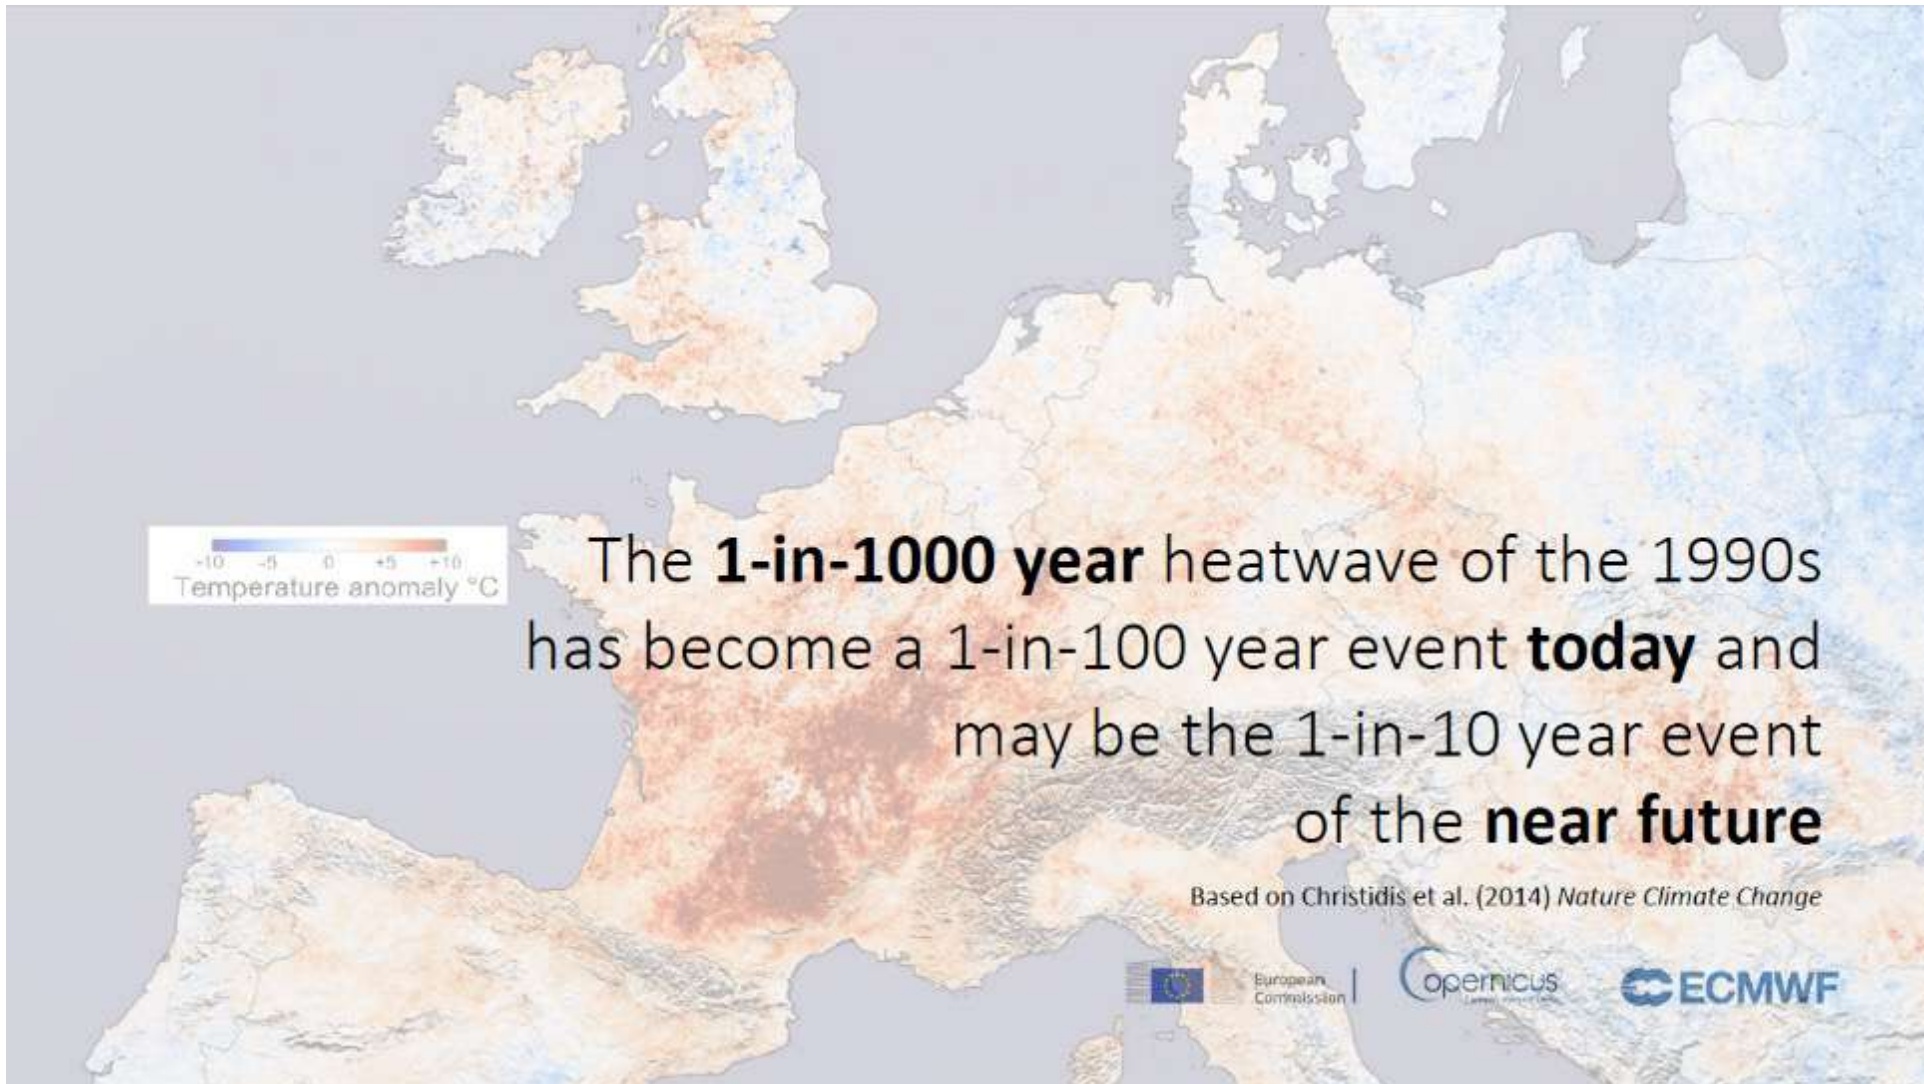 -10 -5 0 +5 +10
Temperature anomaly °C
The 1-in-1000 year heatwave of the 1990s
has become a 1-in-100 year event today and
may be the 1-in-10 year event
of the near future
Based on Christidis et al. (2014) Nature Climate Change
European
Commission
Copernicus
ECMWF